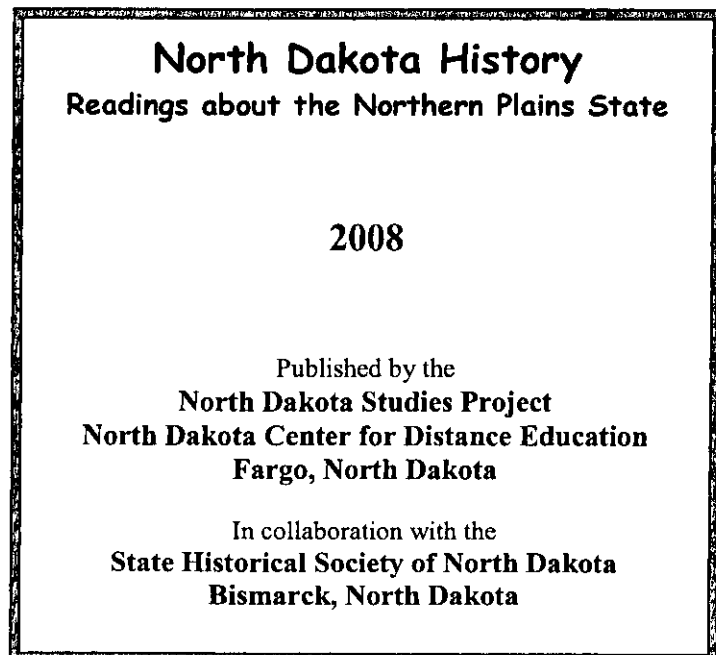 North Dakota History
Readings about the Northern Plains State
2008
Published by the
North Dakota Studies Project
North Dakota Center for Distance Education
Fargo, North Dakota
In collaboration with the
State Historical Society of North Dakota
Bismarck, North Dakota